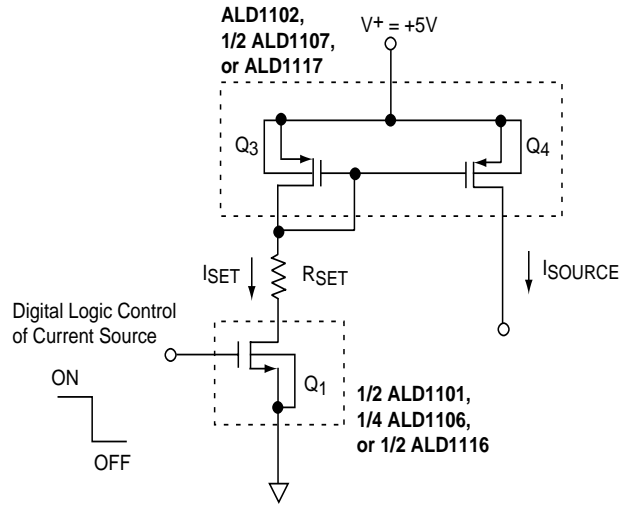 ALD1102,
1/2 ALD1107,
or ALD1117
V+ = +5V
Q3
Q4
ISET
RSET
ISOURCE
Digital Logic Control
of Current Source
ON
OFF
Q1
1/2 ALD1101,
1/4 ALD1106,
or 1/2 ALD1116